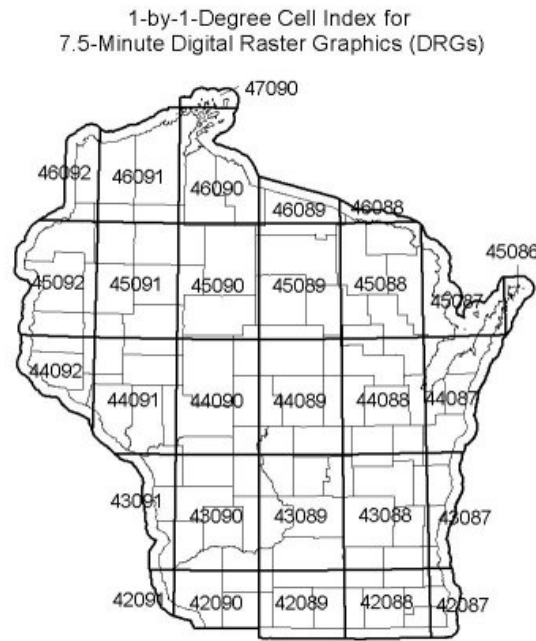 1-by-1-Degree Cell Index for
7.5-Minute Digital Raster Graphics (DRGs)
47090
46092 46091 46090 46089 46088
45086
45092 45091 45090 45089 45088 45087
44092 44091 44090 44089 44088 44087
43091 43090 43089 43088 43087
42091 42090 42089 42088 42087